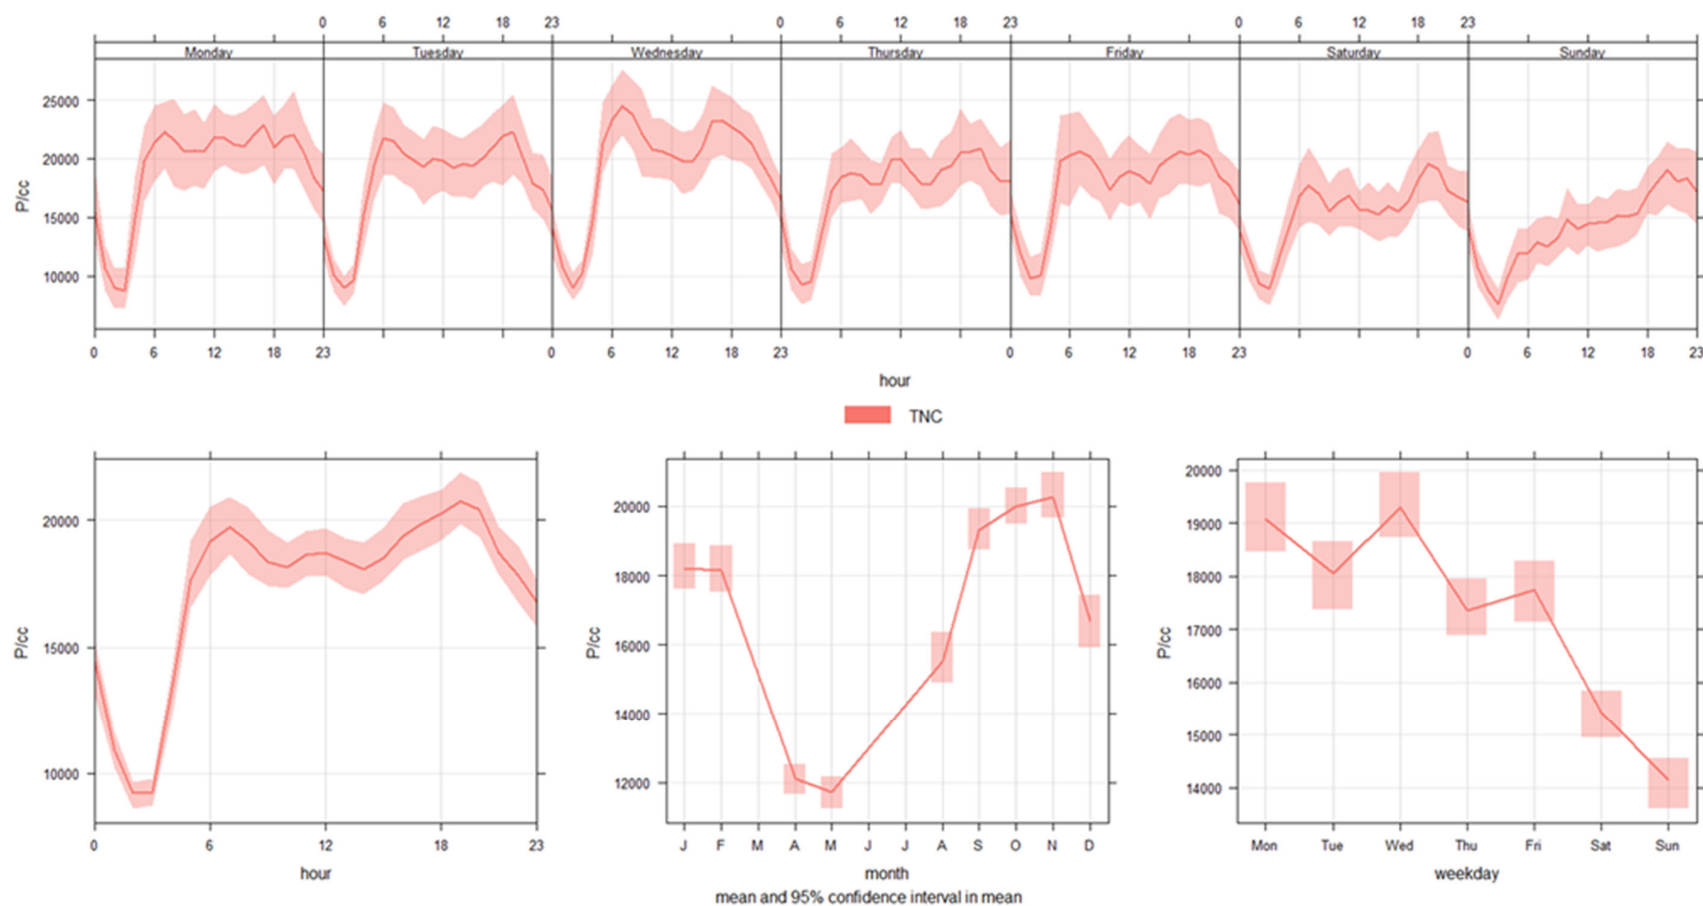 0 6 12 18 23 0 6 12 18 23 0 6 12 18 23
Monday Tuesday Wednesday Thursday Friday Saturday Sunday
25000
20000
15000
10000
P/cc
0 6 12 18 23 0 6 12 18 23 0 6 12 18 23 0 6 12 18 23
hour
TNC
20000
15000
10000
P/cc
0 6 12 18 23
hour
20000
18000
16000
14000
12000
P/cc
J F M A M J J A S O N D
month
mean and 95% confidence interval in mean
20000
19000
18000
17000
16000
15000
14000
P/cc
Mon Tue Wed Thu Fri Sat Sun
weekday